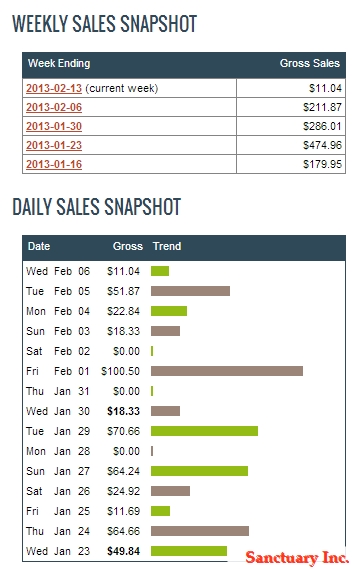 WEEKLY SALES SNAPSHOT
Week Ending Gross Sales
2013-02-13 (current week) $11.04
2013-02-06 $211.87
2013-01-30 $286.01
2013-01-23 $474.96
2013-01-16 $179.95
DAILY SALES SNAPSHOT
Date Gross Trend
Wed Feb 06 $11.04
Tue Feb 05 $51.87
Mon Feb 04 $22.84
Sun Feb 03 $18.33
Sat Feb 02 $0.00
Fri Feb 01 $100.50
Thu Jan 31 $0.00
Wed Jan 30 $18.33
Tue Jan 29 $70.66
Mon Jan 28 $0.00
Sun Jan 27 $64.24
Sat Jan 26 $24.92
Fri Jan 25 $11.69
Thu Jan 24 $64.66
Wed Jan 23 $49.84
Sanctuary Inc.